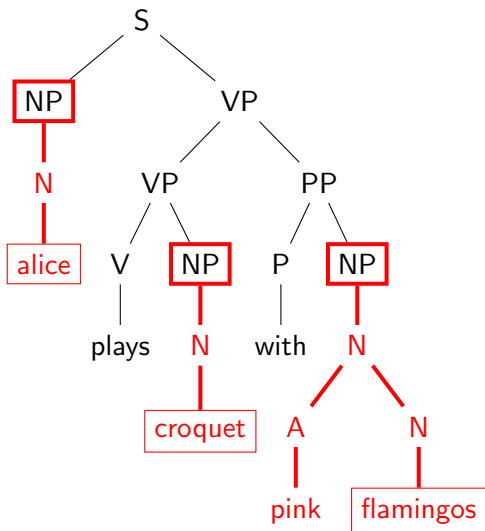 S
NP VP
N VP PP
alice V NP P NP
plays N with N
croquet A N
pink flamingos